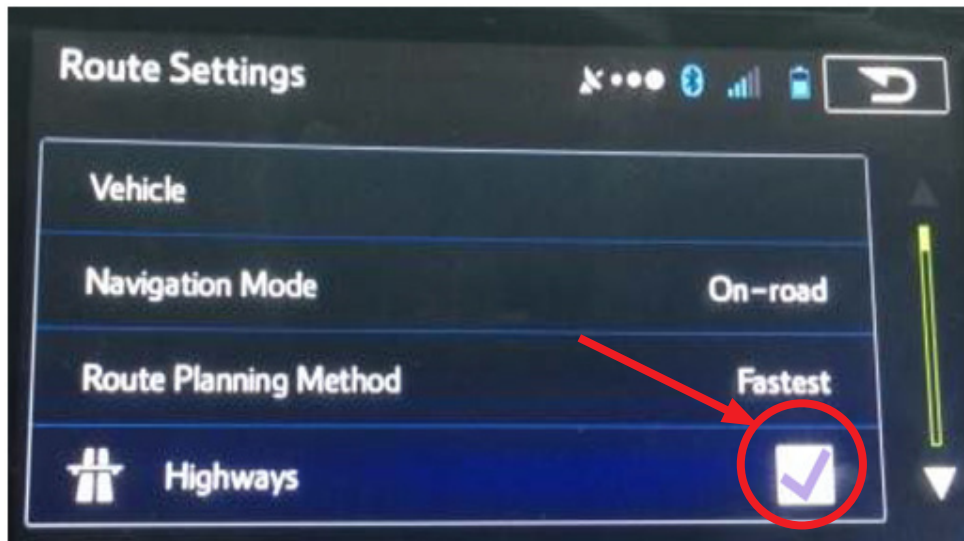 Route Settings
Vehicle
Navigation Mode On-road
Route Planning Method Fastest
Highways